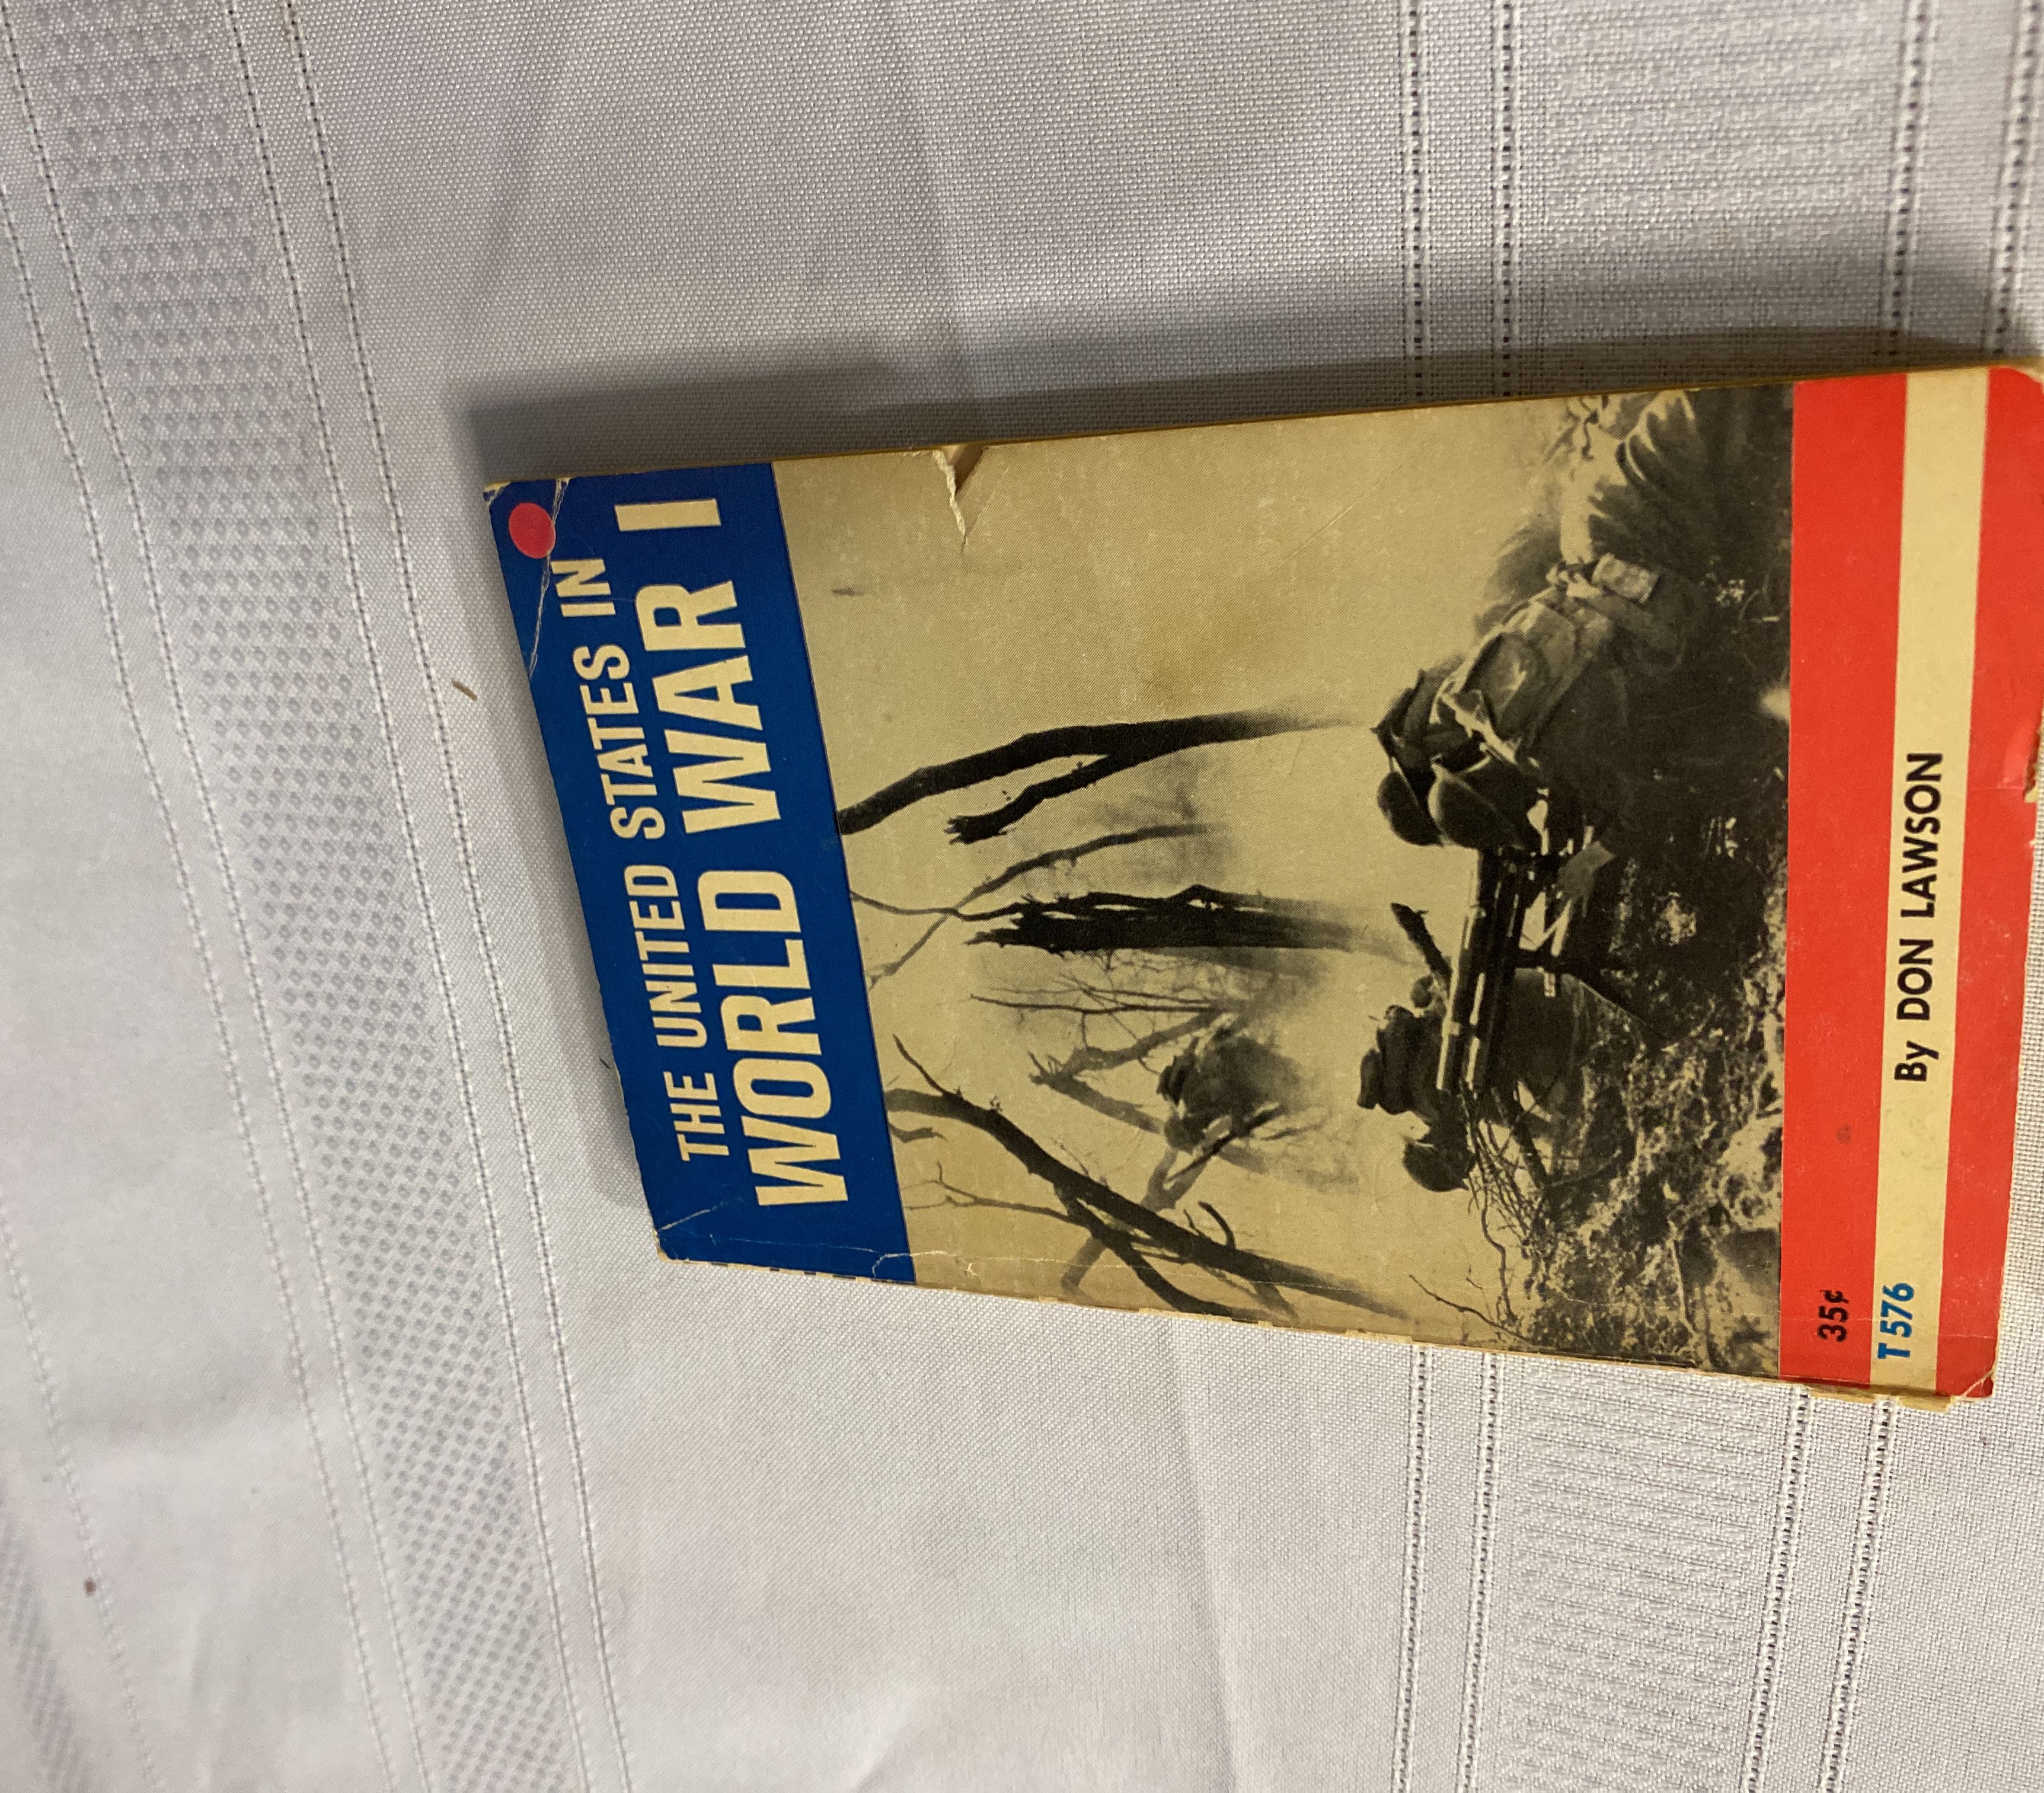 THE UNITED STATES IN
WORLD WAR I
35¢
T 576
By DON LAWSON